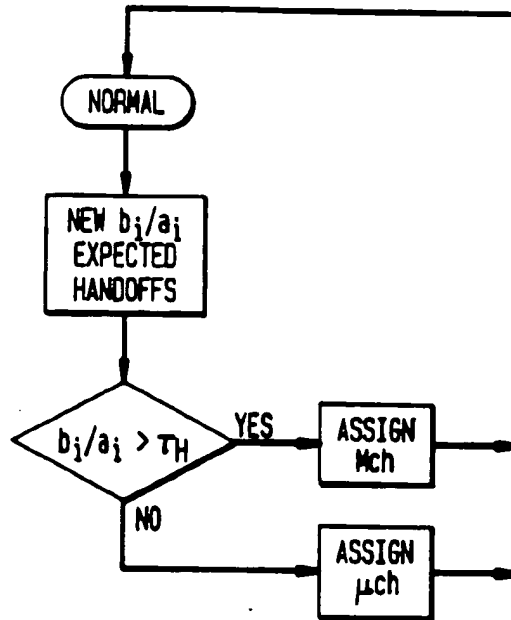 NORMAL
NEW bi/ai
EXPECTED
HANDOFFS
bi/ai > τH
YES
NO
ASSIGN
Mch
ASSIGN
μch